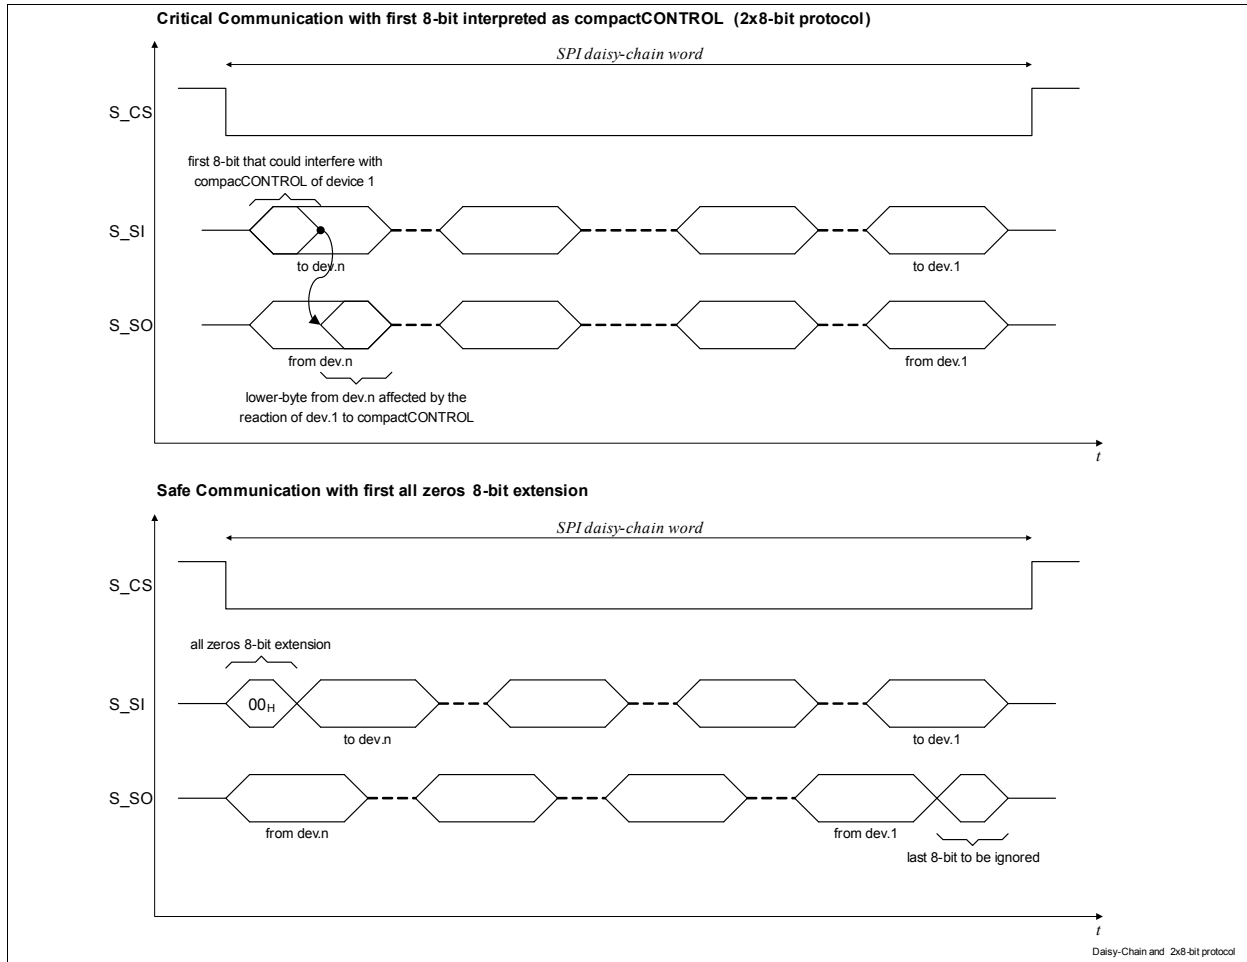 Critical Communication with first 8-bit interpreted as compactCONTROL (2x8-bit protocol)
SPI daisy-chain word
S_CS
first 8-bit that could interfere with
compacCONTROL of device 1
S_SI
to dev.n
to dev.1
S_SO
from dev.n
from dev.1
lower-byte from dev.n affected by the
reaction of dev.1 to compactCONTROL
t
Safe Communication with first all zeros 8-bit extension
SPI daisy-chain word
S_CS
all zeros 8-bit extension
S_SI
00H
to dev.n
to dev.1
S_SO
from dev.n
from dev.1
last 8-bit to be ignored
t
Daisy-Chain and 2x8-bit protocol